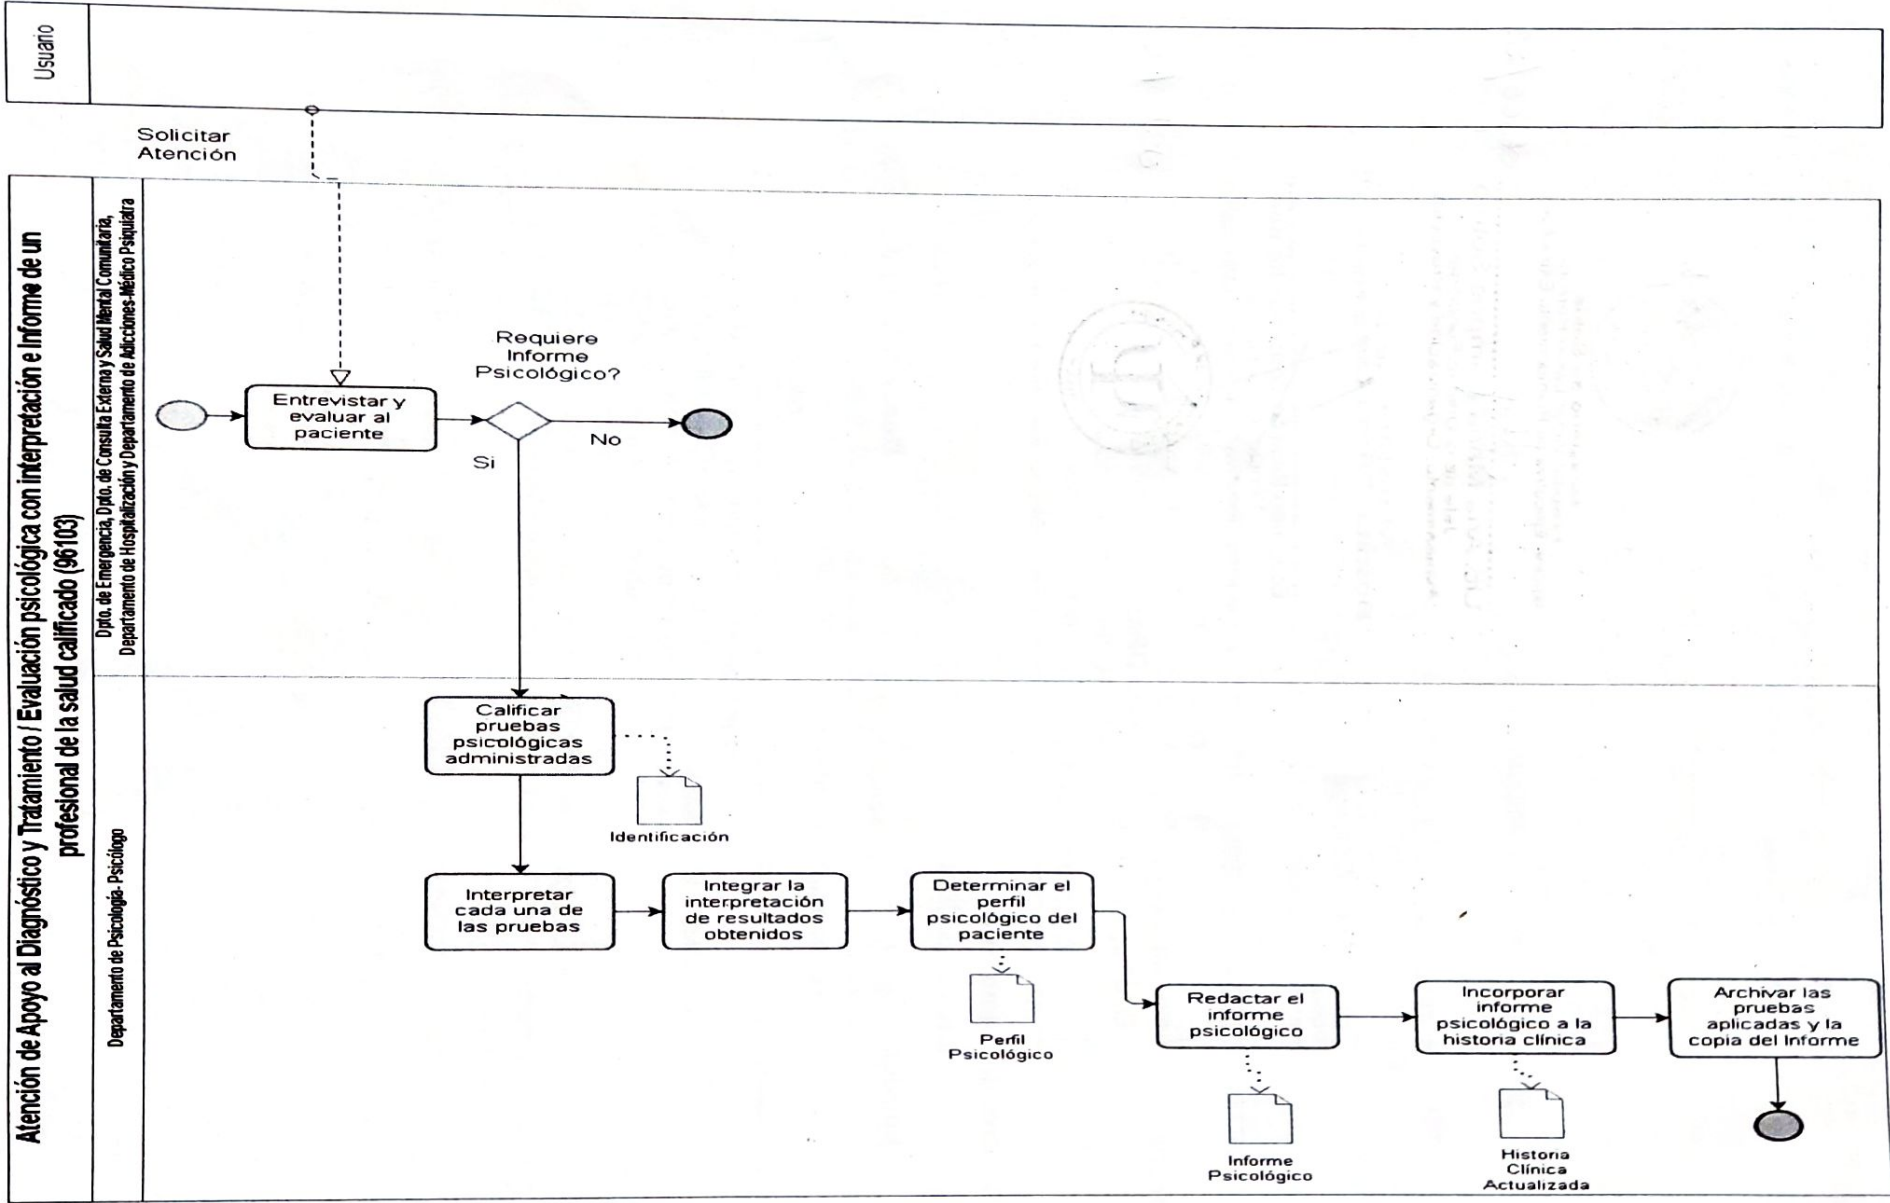 Usuario
Solicitar
Atención
Atención de Apoyo al Diagnóstico y Tratamiento / Evaluación psicológica con interpretación e Informe de un
profesional de la salud calificado (96103)
Dpto. de Emergencia, Dpto. de Consulta Externa y Salud Mental Comunitaria,
Departamento de Hospitalización y Departamento de Adicciones-Médico Psiquiatra
Entrevistar y
evaluar al
paciente
Requiere
Informe
Psicológico?
No
Si
Departamento de Psicología- Psicólogo
Calificar
pruebas
psicológicas
administradas
Identificación
Interpretar
cada una de
las pruebas
Integrar la
interpretación
de resultados
obtenidos
Determinar el
perfil
psicológico del
paciente
Perfil
Psicológico
Redactar el
informe
psicológico
Informe
Psicológico
Incorporar
informe
psicológico a la
historia clínica
Historia
Clínica
Actualizada
Archivar las
pruebas
aplicadas y la
copia del Informe